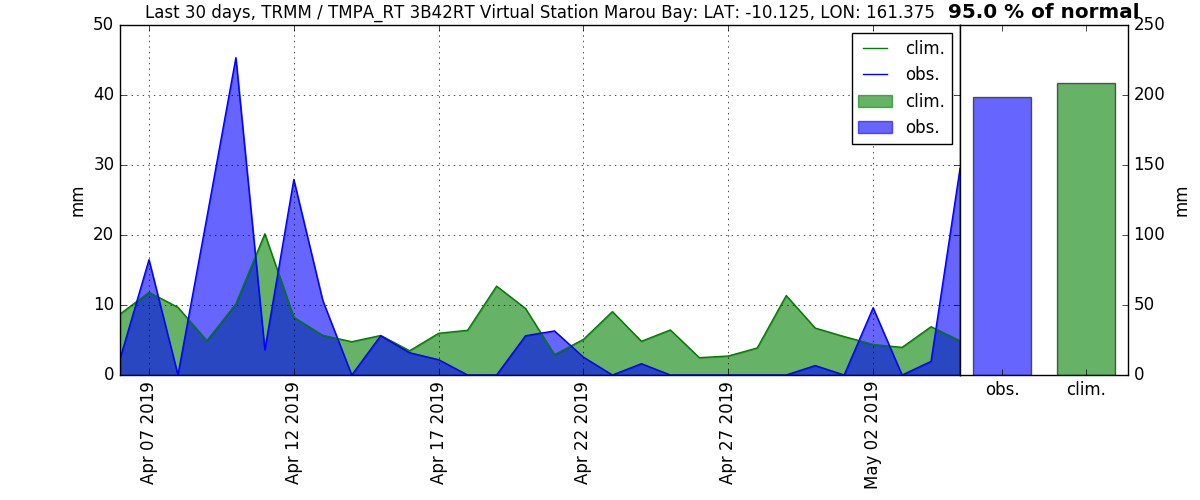 Last 30 days, TRMM / TMPA_RT 3B42RT Virtual Station Marou Bay: LAT: -10.125, LON: 161.375
95.0 % of normal
50
40
30
20
10
0
mm
clim.
obs.
clim.
obs.
250
200
150
100
50
0
mm
Apr 07 2019
Apr 12 2019
Apr 17 2019
Apr 22 2019
Apr 27 2019
May 02 2019
obs.
clim.